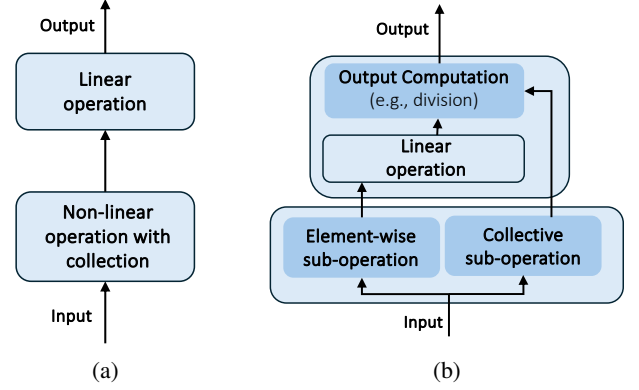 Output
Linear
operation
Non-linear
operation with
collection
Input
(a)
Output
Output Computation
(e.g., division)
Linear
operation
Element-wise
sub-operation
Collective
sub-operation
Input
(b)